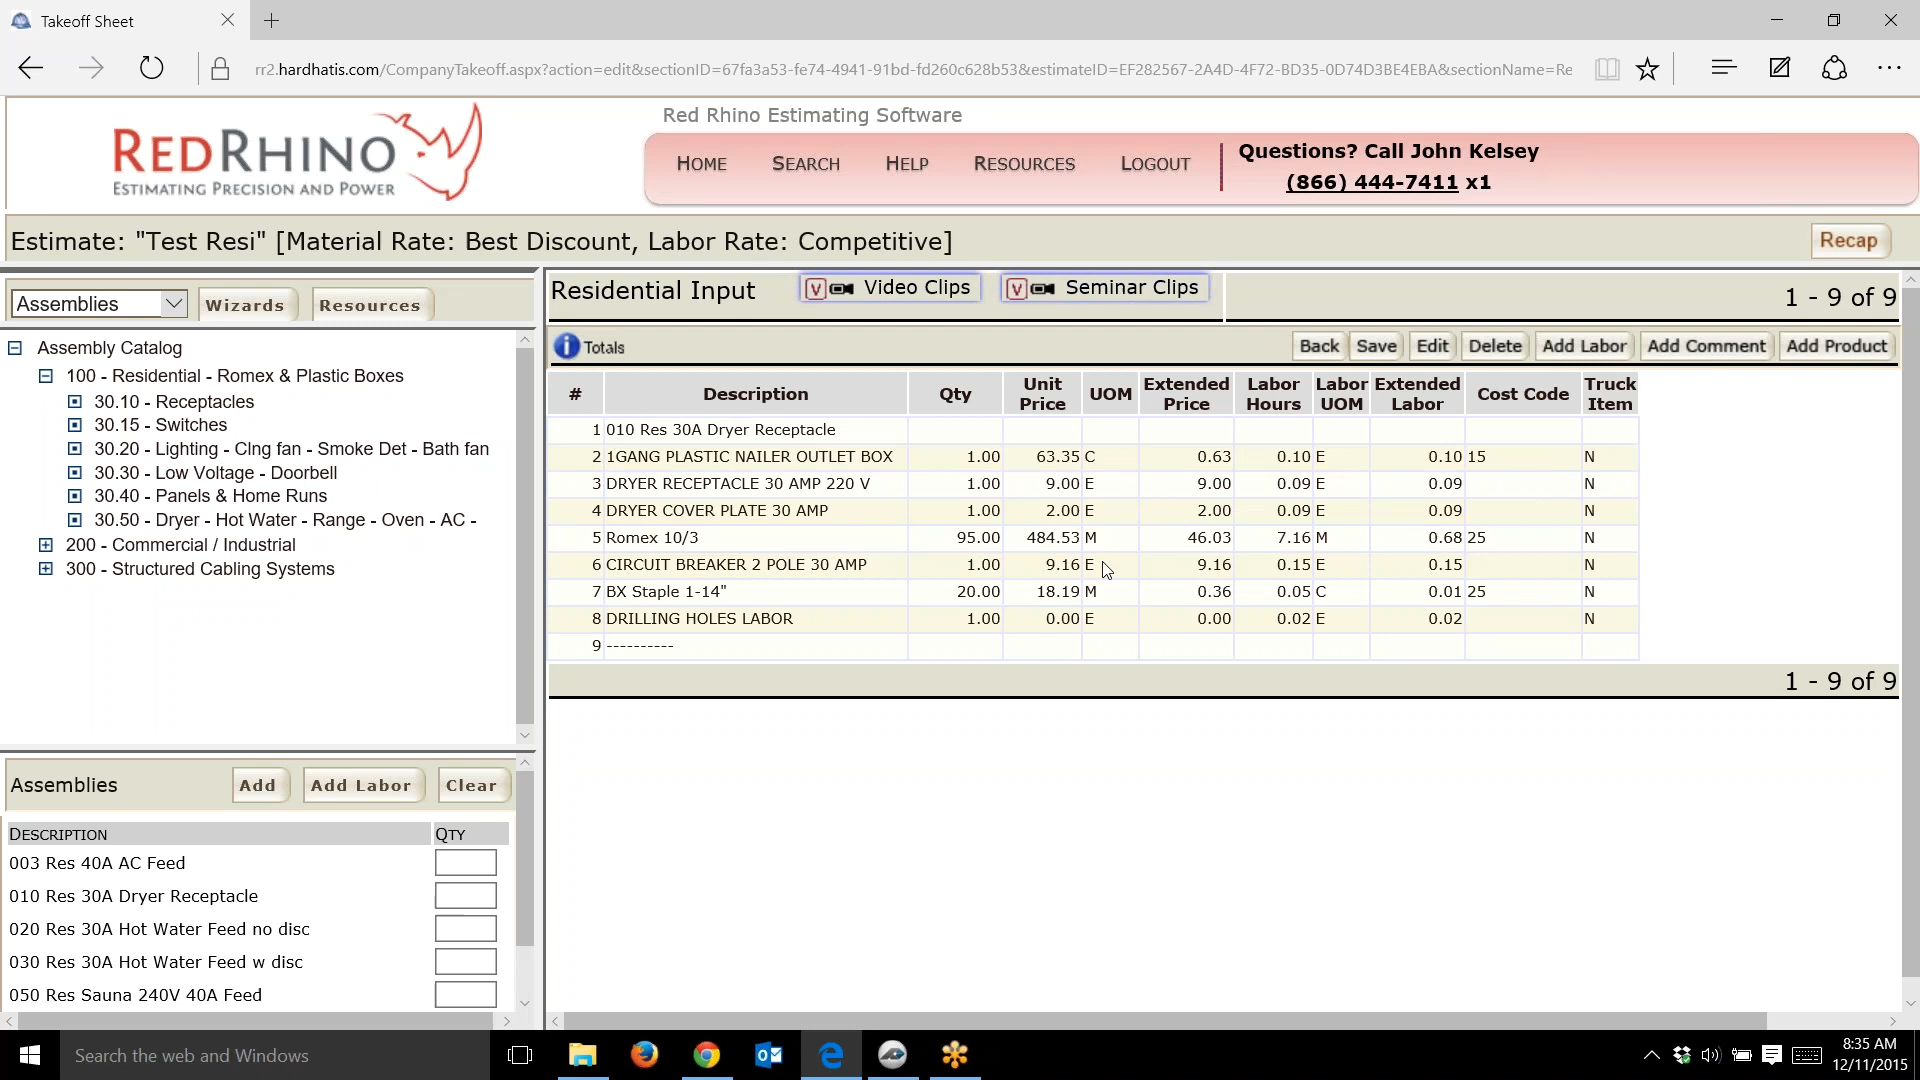 Takeoff Sheet
rr2.hardhatis.com/CompanyTakeoff.aspx?action=edit&sectionID=67fa3a53-fe74-4941-91bd-fd260c628b53&estimateID=EF282567-2A4D-4F72-BD35-0D74D3BE4EBA&sectionName=Re
REDRHINO
ESTIMATING PRECISION AND POWER
Red Rhino Estimating Software
HOME SEARCH HELP RESOURCES LOGOUT
Questions? Call John Kelsey
(866) 444-7411 x1
Estimate: "Test Resi" [Material Rate: Best Discount, Labor Rate: Competitive]
Recap
Assemblies Wizards Resources
Assembly Catalog
100 - Residential - Romex & Plastic Boxes
30.10 - Receptacles
30.15 - Switches
30.20 - Lighting - Clng fan - Smoke Det - Bath fan
30.30 - Low Voltage - Doorbell
30.40 - Panels & Home Runs
30.50 - Dryer - Hot Water - Range - Oven - AC -
200 - Commercial / Industrial
300 - Structured Cabling Systems
Assemblies Add Add Labor Clear
DESCRIPTION QTY
003 Res 40A AC Feed
010 Res 30A Dryer Receptacle
020 Res 30A Hot Water Feed no disc
030 Res 30A Hot Water Feed w disc
050 Res Sauna 240V 40A Feed
Residential Input V Video Clips V Seminar Clips 1 - 9 of 9
i Totals Back Save Edit Delete Add Labor Add Comment Add Product
# Description Qty Unit Price UOM Extended Price Labor Hours Labor UOM Extended Labor Cost Code Truck Item
1 010 Res 30A Dryer Receptacle
2 1GANG PLASTIC NAILER OUTLET BOX 1.00 63.35 C 0.63 0.10 E 0.10 15 N
3 DRYER RECEPTACLE 30 AMP 220 V 1.00 9.00 E 9.00 0.09 E 0.09 N
4 DRYER COVER PLATE 30 AMP 1.00 2.00 E 2.00 0.09 E 0.09 N
5 Romex 10/3 95.00 484.53 M 46.03 7.16 M 0.68 25 N
6 CIRCUIT BREAKER 2 POLE 30 AMP 1.00 9.16 E 9.16 0.15 E 0.15 N
7 BX Staple 1-14" 20.00 18.19 M 0.36 0.05 C 0.01 25 N
8 DRILLING HOLES LABOR 1.00 0.00 E 0.00 0.02 E 0.02 N
9 ----------
1 - 9 of 9
Search the web and Windows
8:35 AM
12/11/2015